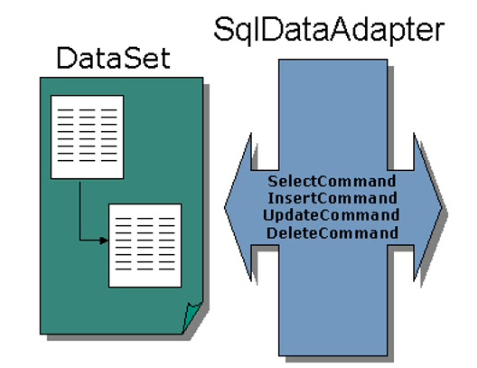 DataSet
SqlDataAdapter
SelectCommand
InsertCommand
UpdateCommand
DeleteCommand